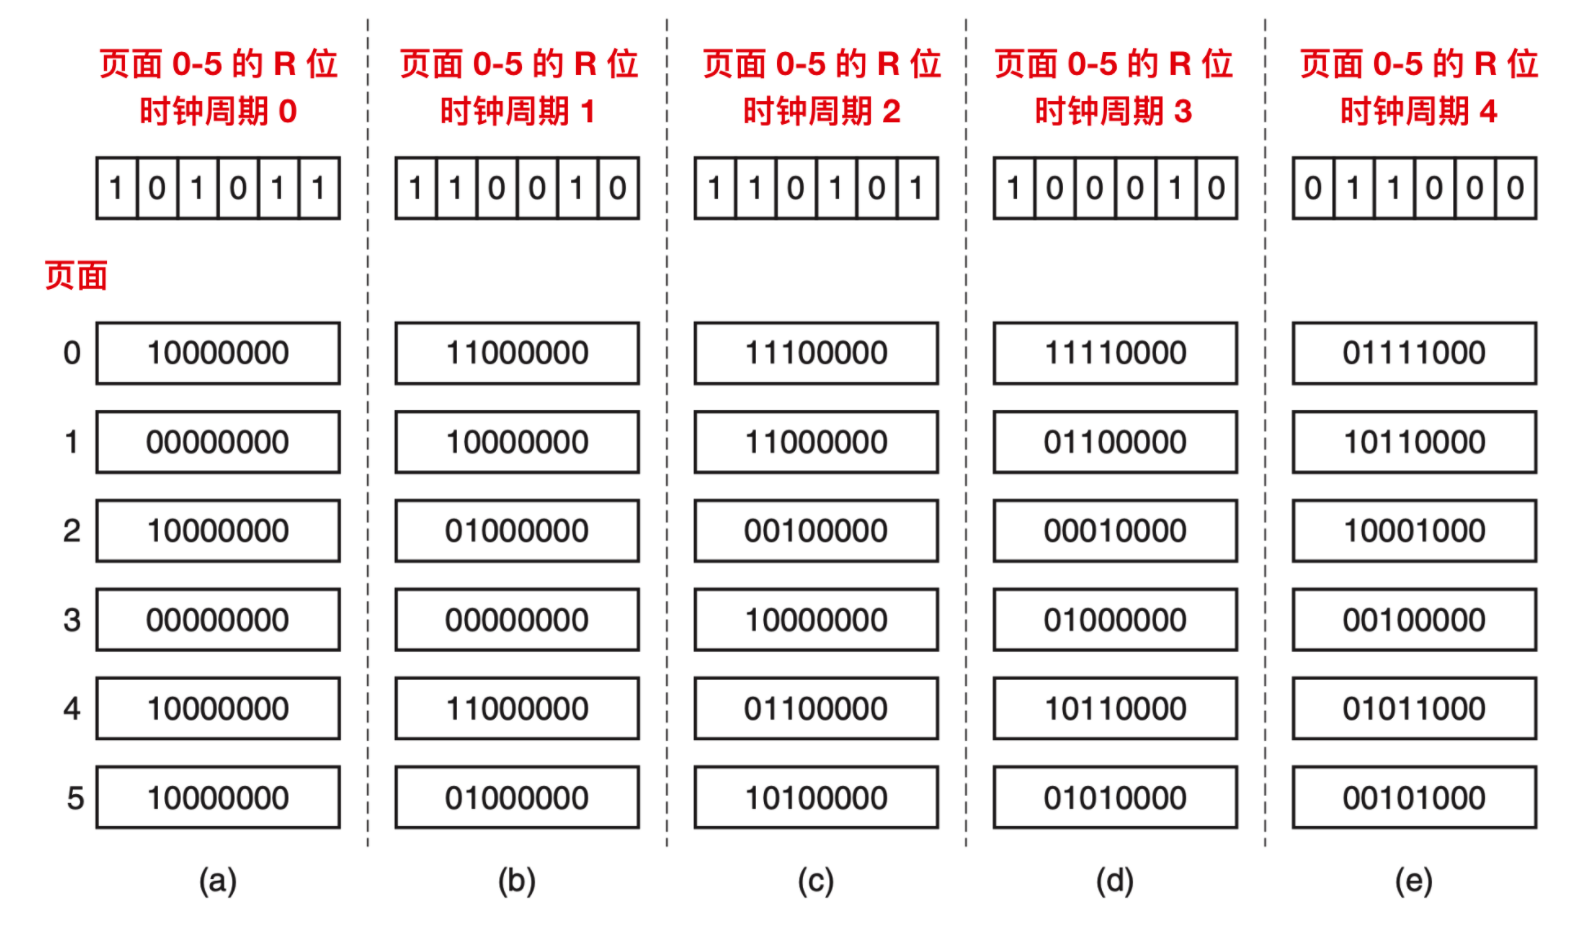 页面 0-5 的 R 位 页面 0-5 的 R 位 页面 0-5 的 R 位 页面 0-5 的 R 位 页面 0-5 的 R 位
时钟周期 0 时钟周期 1 时钟周期 2 时钟周期 3 时钟周期 4
1 0 1 0 1 1 1 1 0 0 1 0 1 1 0 1 0 1 1 0 0 0 1 0 0 1 1 0 0 0
页面
0 10000000 11000000 11100000 11110000 01111000
1 00000000 10000000 11000000 01100000 10110000
2 10000000 01000000 00100000 00010000 10001000
3 00000000 00000000 10000000 01000000 00100000
4 10000000 11000000 01100000 10110000 01011000
5 10000000 01000000 10100000 01010000 00101000
(a) (b) (c) (d) (e)